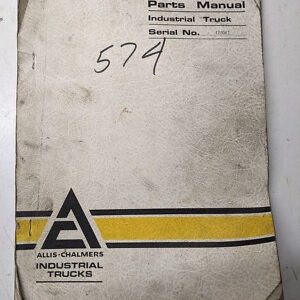 Parts Manual
Industrial Truck
Serial No.
574
ALLIS-CHALMERS
INDUSTRIAL
TRUCKS